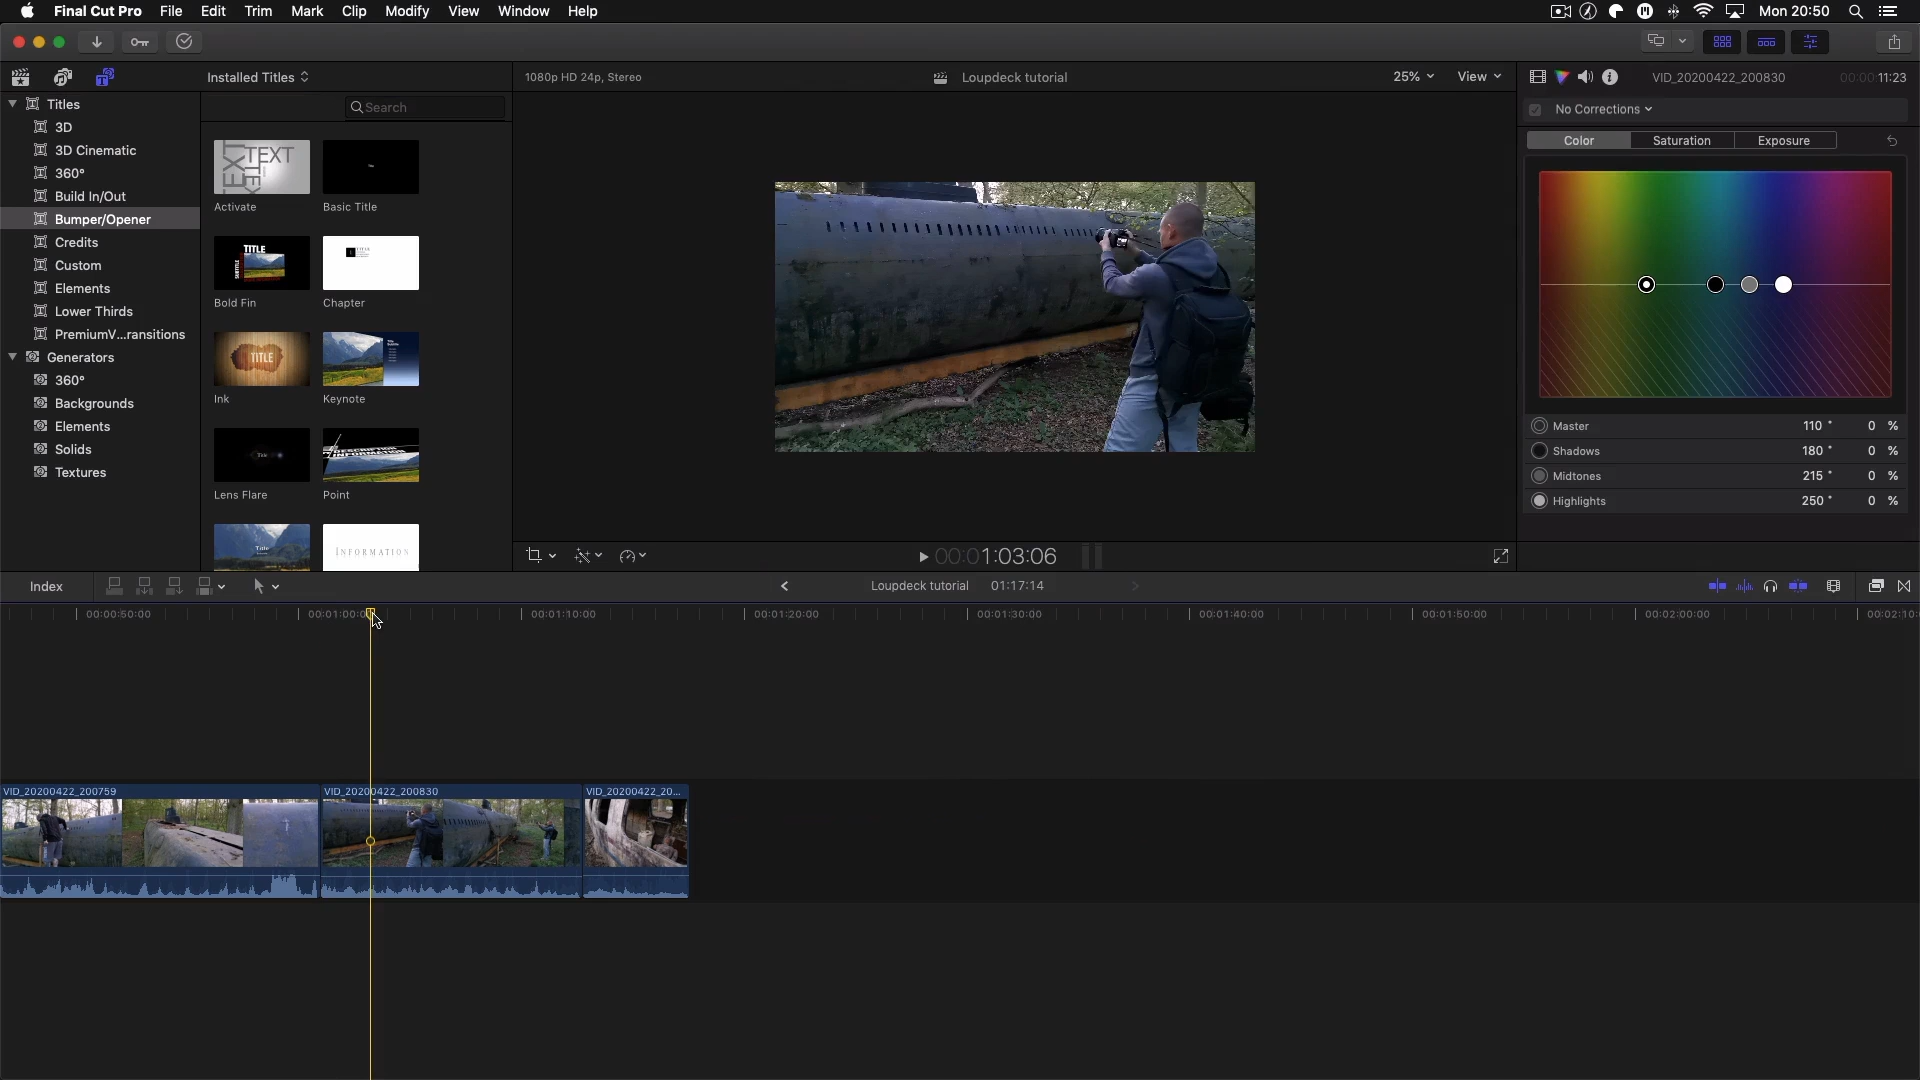 Final Cut Pro File Edit Trim Mark Clip Modify View Window Help Mon 20:50
Installed Titles 1080p HD 24p, Stereo Loupdeck tutorial 25% View VID_20200422_200830 00:00:11:23
Titles Search No Corrections
3D
3D Cinematic
360°
Build In/Out
Bumper/Opener
Credits
Custom
Elements
Lower Thirds
PremiumV...ransitions
Generators
360°
Backgrounds
Elements
Solids
Textures
TEXT TEXT
Activate Basic Title
TITLE
SUBTITLE
Bold Fin Chapter
TITLE
Ink Keynote
Title
Lens Flare Point
Title INFORMATION
Color Saturation Exposure
Master 110 ° 0 %
Shadows 180 ° 0 %
Midtones 215 ° 0 %
Highlights 250 ° 0 %
00:01:03:06
Index Loupdeck tutorial 01:17:14
00:00:50:00 00:01:00:00 00:01:10:00 00:01:20:00 00:01:30:00 00:01:40:00 00:01:50:00 00:02:00:00 00:02:10:
VID_20200422_200759 VID_20200422_200830 VID_20200422_20...